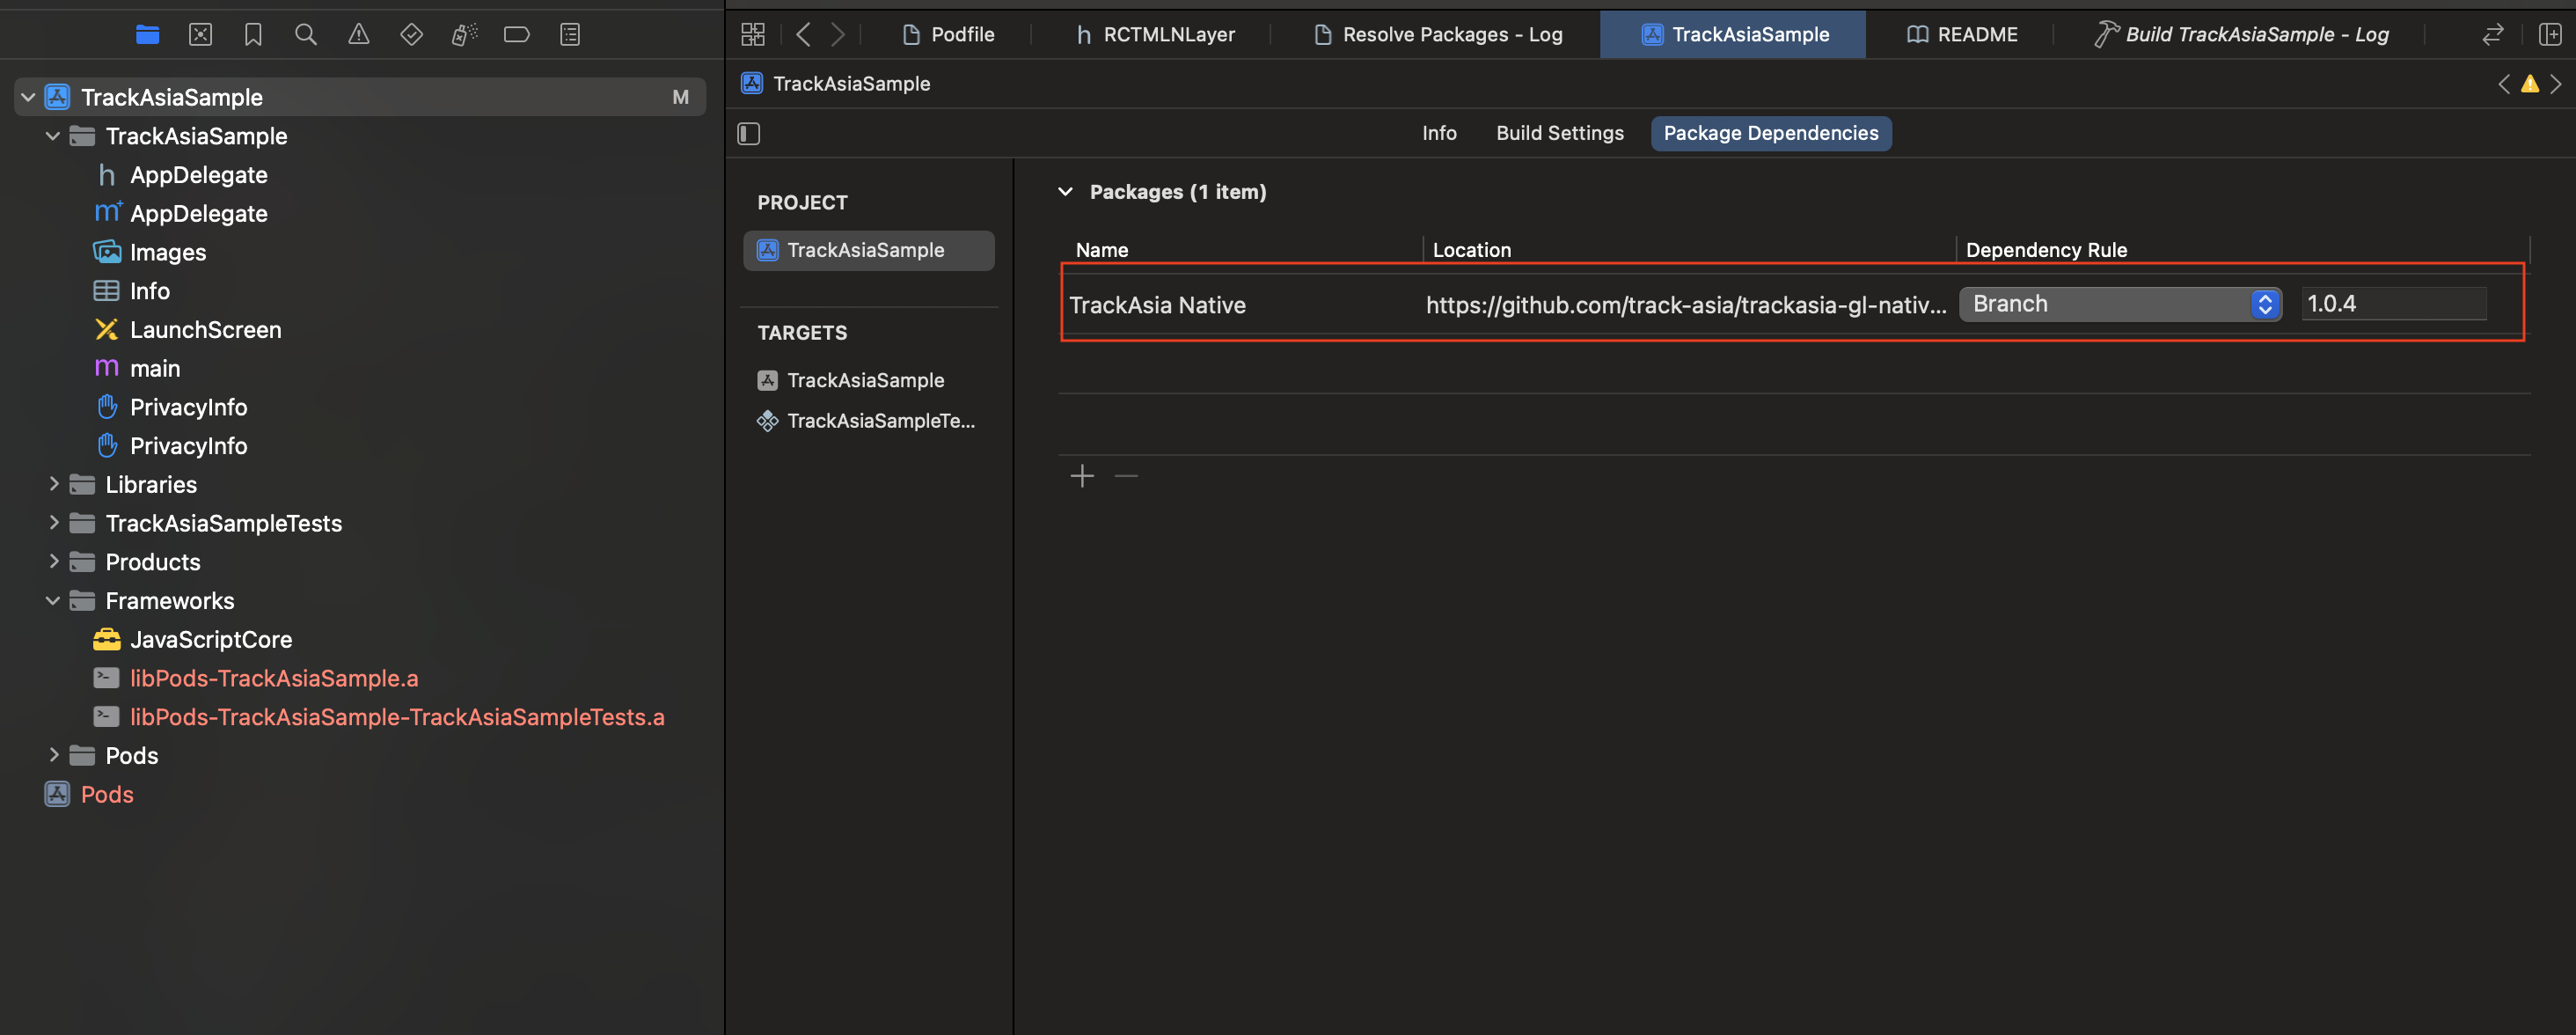 Podfile
h RCTMLNLayer
Resolve Packages - Log
TrackAsiaSample
README
Build TrackAsiaSample - Log
TrackAsiaSample M
TrackAsiaSample
h AppDelegate
m+ AppDelegate
Images
Info
LaunchScreen
m main
PrivacyInfo
PrivacyInfo
Libraries
TrackAsiaSampleTests
Products
Frameworks
JavaScriptCore
libPods-TrackAsiaSample.a
libPods-TrackAsiaSample-TrackAsiaSampleTests.a
Pods
Pods
TrackAsiaSample
Info
Build Settings
Package Dependencies
PROJECT
TrackAsiaSample
TARGETS
TrackAsiaSample
TrackAsiaSampleTe...
Packages (1 item)
Name
Location
Dependency Rule
TrackAsia Native
https://github.com/track-asia/trackasia-gl-nativ...
Branch
1.0.4